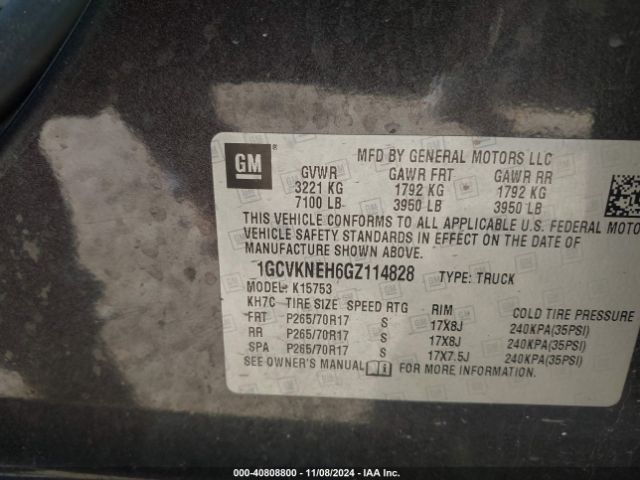 GM
MFD BY GENERAL MOTORS LLC
GVWR GAWR FRT GAWR RR
3221 KG 1792 KG 1792 KG
7100 LB 3950 LB 3950 LB
THIS VEHICLE CONFORMS TO ALL APPLICABLE U.S. FEDERAL MOTO
VEHICLE SAFETY STANDARDS IN EFFECT ON THE DATE OF
MANUFACTURE SHOWN ABOVE.
1GCVKNEH6GZ114828 TYPE: TRUCK
MODEL: K15753
KH7C TIRE SIZE SPEED RTG RIM COLD TIRE PRESSURE
FRT P265/70R17 S 17X8J 240KPA(35PSI)
RR P265/70R17 S 17X8J 240KPA(35PSI)
SPA P265/70R17 S 17X7.5J 240KPA(35PSI)
SEE OWNER'S MANUAL FOR MORE INFORMATION.
000-40808800 - 11/08/2024 - IAA Inc.